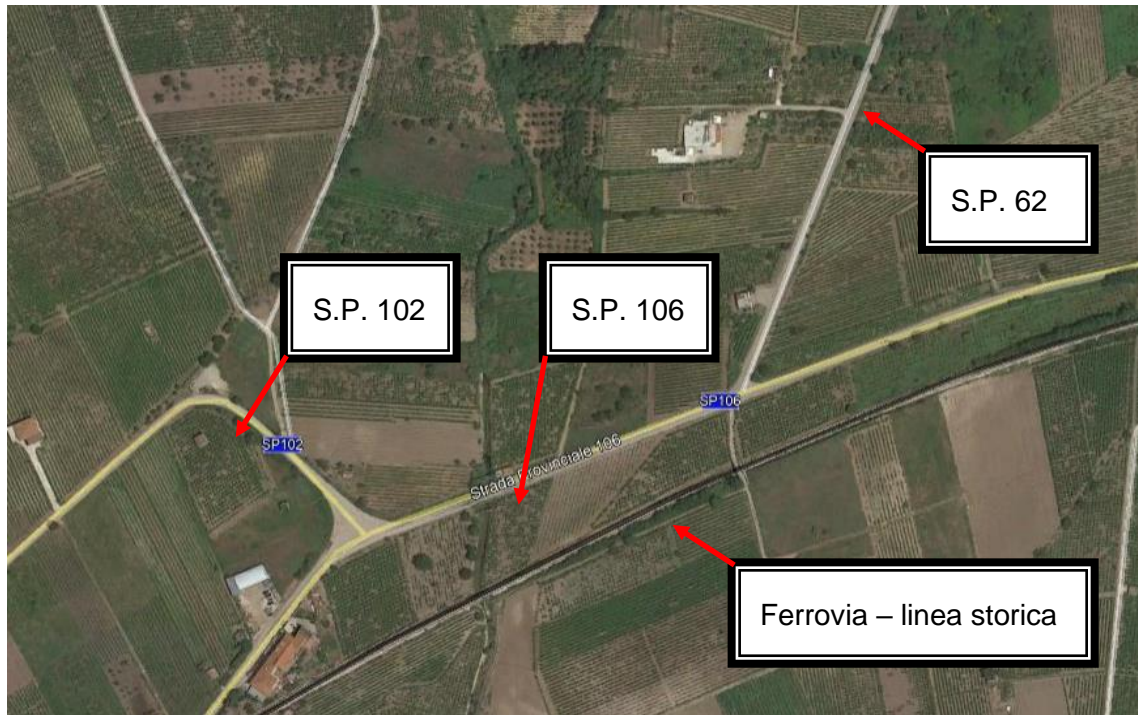 S.P. 62
S.P. 102
S.P. 106
SP106
SP102
Strada Provinciale 106
Ferrovia – linea storica